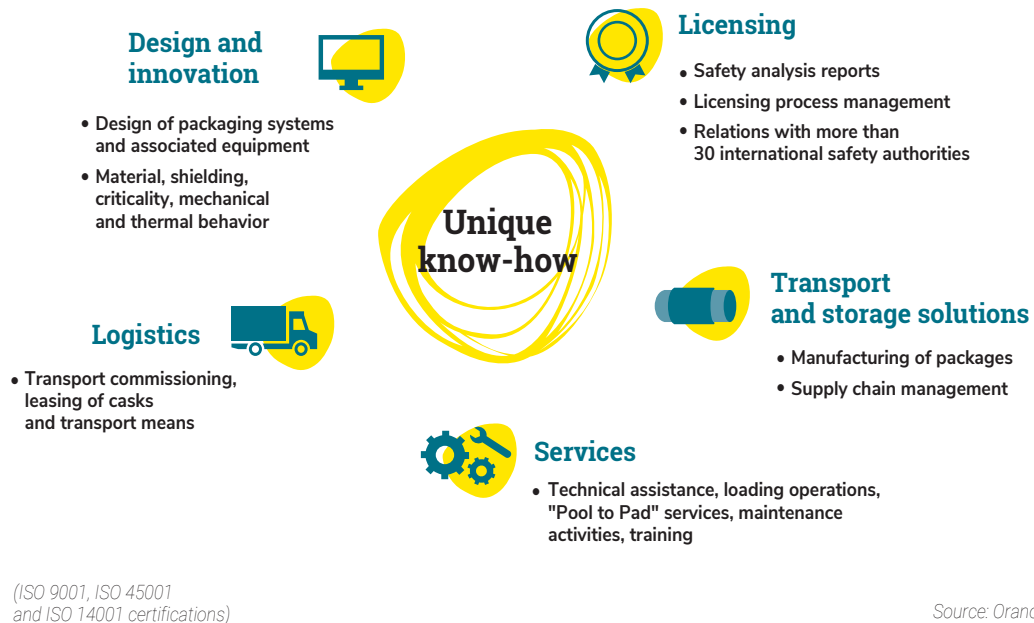 Design and
innovation
• Design of packaging systems
and associated equipment
• Material, shielding,
criticality, mechanical
and thermal behavior
Licensing
• Safety analysis reports
• Licensing process management
• Relations with more than
30 international safety authorities
Unique
know-how
Transport
and storage solutions
• Manufacturing of packages
• Supply chain management
Logistics
• Transport commissioning,
leasing of casks
and transport means
Services
• Technical assistance, loading operations,
"Pool to Pad" services, maintenance
activities, training
(ISO 9001, ISO 45001
and ISO 14001 certifications)
Source: